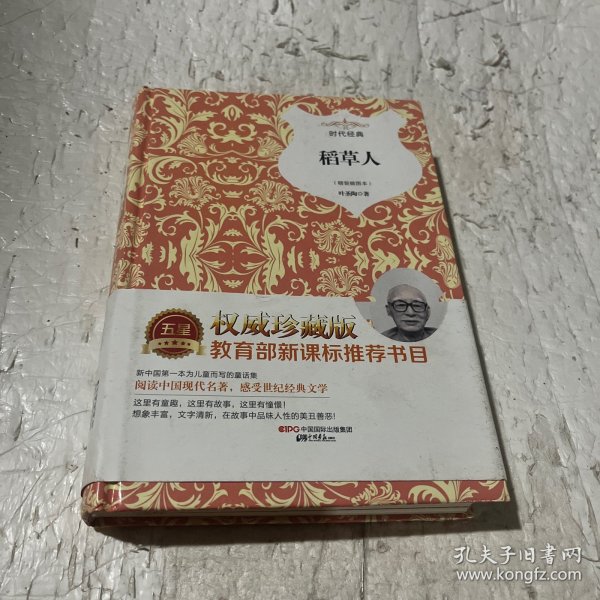 时代经典
稻草人
(精装插图本)
叶圣陶◎著
五星
权威珍藏版
教育部新课标推荐书目
新中国第一本为儿童而写的童话集
阅读中国现代名著,感受世纪经典文学
这里有童趣,这里有故事,这里有憧憬!
想象丰富,文字清新,在故事中品味人性的美丑善恶!
CIPG 中国国际出版集团
孔夫子旧书网
www.kongfz.com